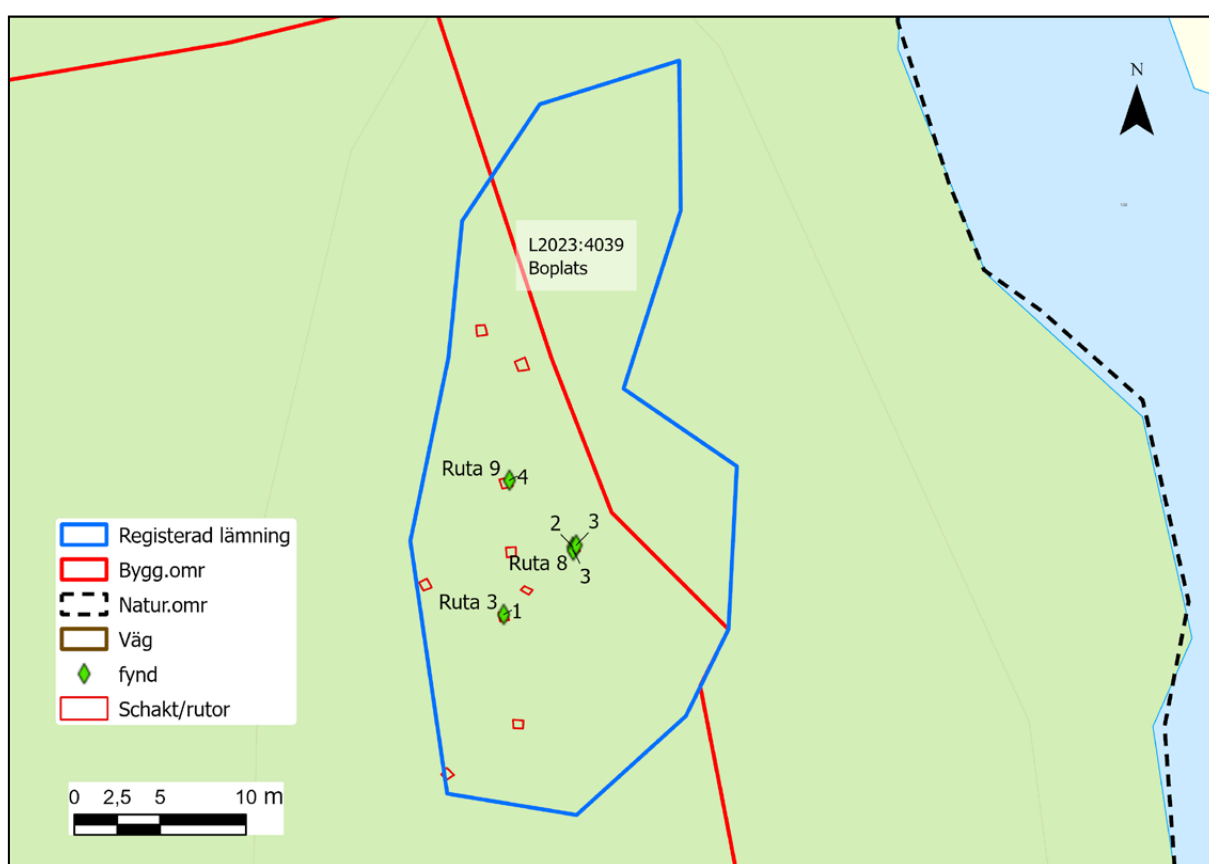 N
L2023:4039
Boplats
Ruta 9
4
2
3
Ruta 8
3
Ruta 3
1
Registerad lämning
Bygg.omr
Natur.omr
Väg
fynd
Schakt/rutor
0 2,5 5 10 m